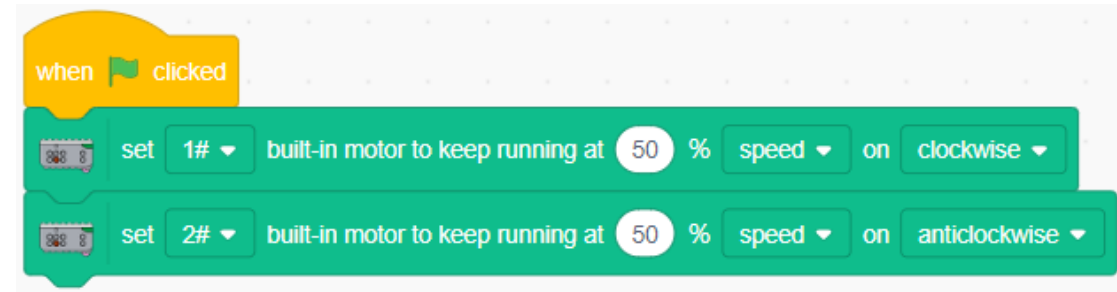 when clicked
set 1# built-in motor to keep running at 50 % speed on clockwise
set 2# built-in motor to keep running at 50 % speed on anticlockwise